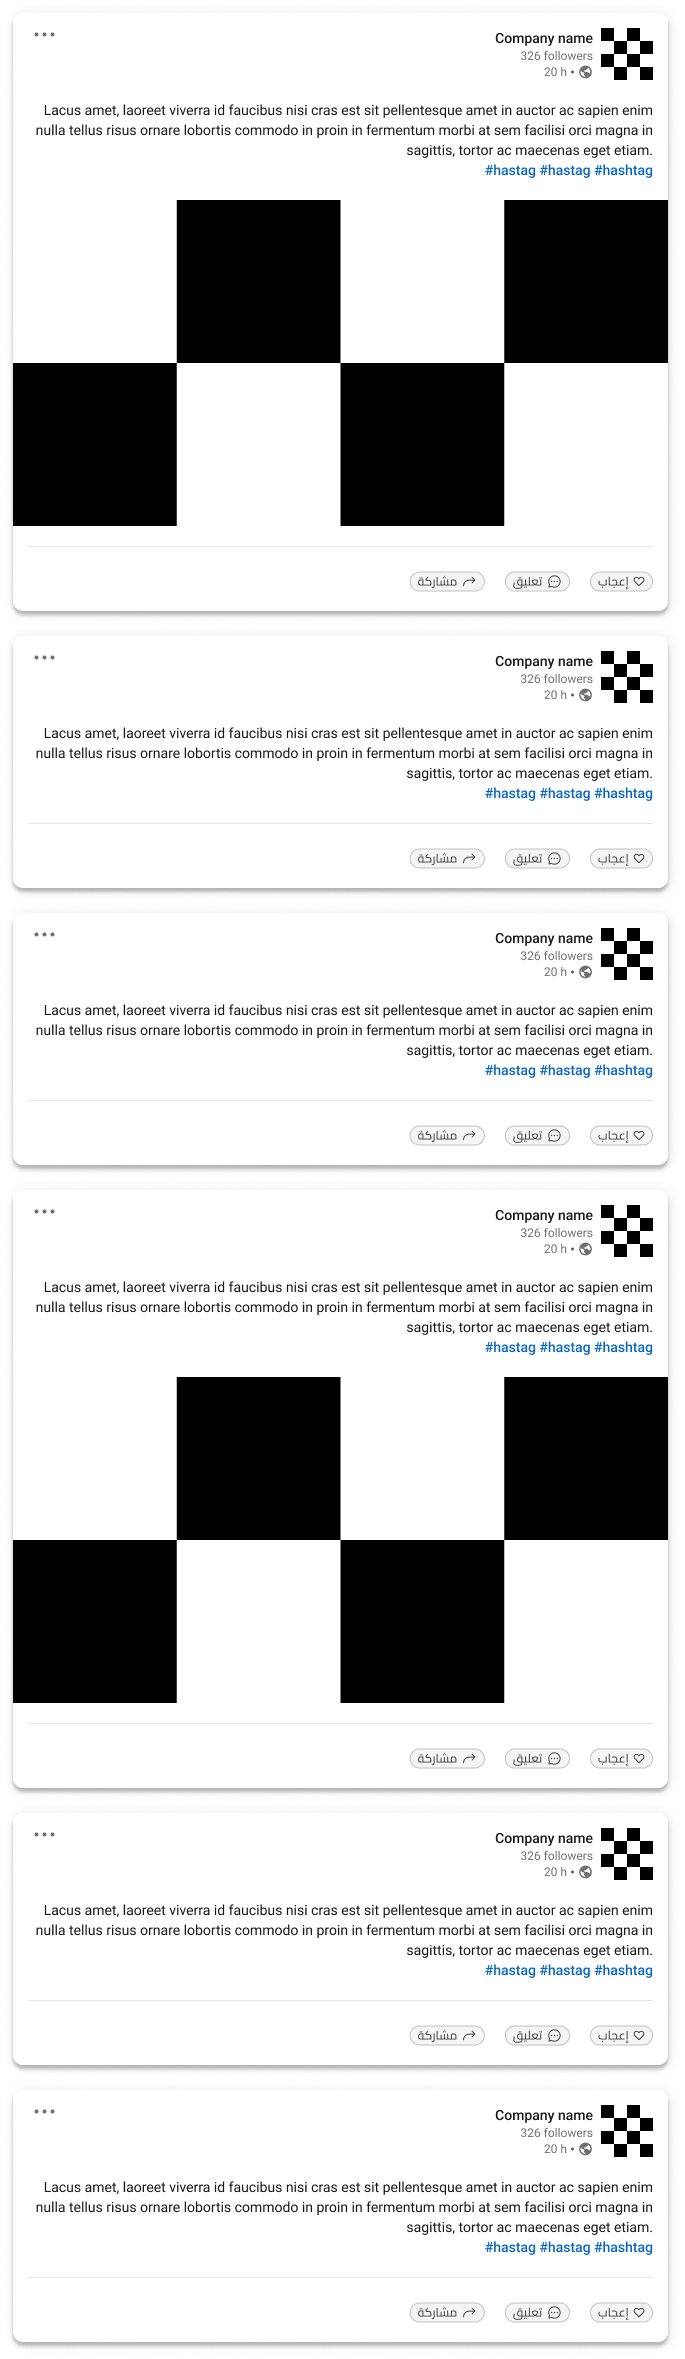 Company name
326 followers
20 h •
Lacus amet, laoreet viverra id faucibus nisi cras est sit pellentesque amet in auctor ac sapien enim
nulla tellus risus ornare lobortis commodo in proin in fermentum morbi at sem facilisi orci magna in
sagittis, tortor ac maecenas eget etiam.
#hastag #hastag #hashtag
إعجاب تعليق مشاركة
Company name
326 followers
20 h •
Lacus amet, laoreet viverra id faucibus nisi cras est sit pellentesque amet in auctor ac sapien enim
nulla tellus risus ornare lobortis commodo in proin in fermentum morbi at sem facilisi orci magna in
sagittis, tortor ac maecenas eget etiam.
#hastag #hastag #hashtag
إعجاب تعليق مشاركة
Company name
326 followers
20 h •
Lacus amet, laoreet viverra id faucibus nisi cras est sit pellentesque amet in auctor ac sapien enim
nulla tellus risus ornare lobortis commodo in proin in fermentum morbi at sem facilisi orci magna in
sagittis, tortor ac maecenas eget etiam.
#hastag #hastag #hashtag
إعجاب تعليق مشاركة
Company name
326 followers
20 h •
Lacus amet, laoreet viverra id faucibus nisi cras est sit pellentesque amet in auctor ac sapien enim
nulla tellus risus ornare lobortis commodo in proin in fermentum morbi at sem facilisi orci magna in
sagittis, tortor ac maecenas eget etiam.
#hastag #hastag #hashtag
إعجاب تعليق مشاركة
Company name
326 followers
20 h •
Lacus amet, laoreet viverra id faucibus nisi cras est sit pellentesque amet in auctor ac sapien enim
nulla tellus risus ornare lobortis commodo in proin in fermentum morbi at sem facilisi orci magna in
sagittis, tortor ac maecenas eget etiam.
#hastag #hastag #hashtag
إعجاب تعليق مشاركة
Company name
326 followers
20 h •
Lacus amet, laoreet viverra id faucibus nisi cras est sit pellentesque amet in auctor ac sapien enim
nulla tellus risus ornare lobortis commodo in proin in fermentum morbi at sem facilisi orci magna in
sagittis, tortor ac maecenas eget etiam.
#hastag #hastag #hashtag
إعجاب تعليق مشاركة